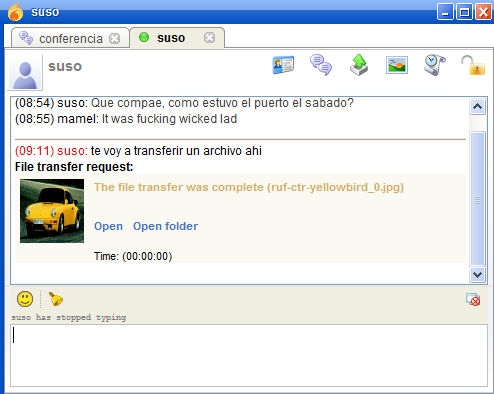 suso
conferencia
suso
suso
(08:54) suso: Que compae, como estuvo el puerto el sabado?
(08:55) mamel: It was fucking wicked lad
(09:11) suso: te voy a transferir un archivo ahi
File transfer request:
The file transfer was complete (ruf-ctr-yellowbird_0.jpg)
Open Open folder
Time: (00:00:00)
suso has stopped typing